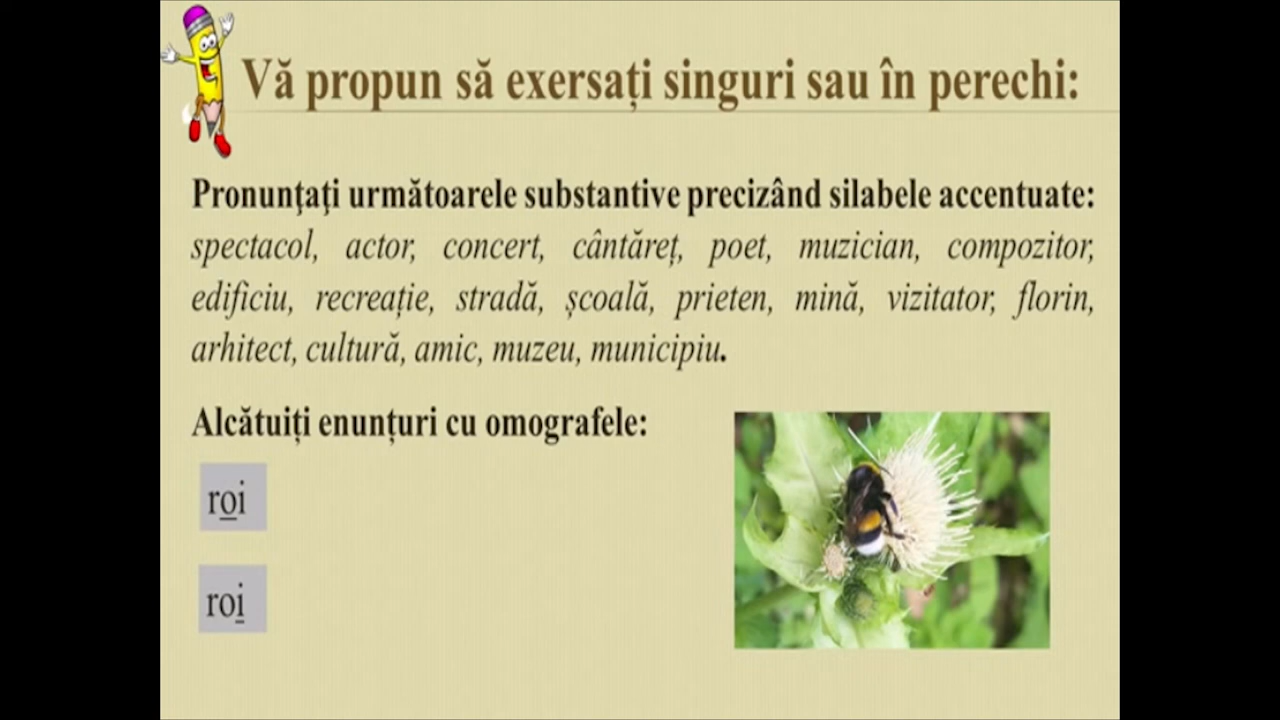 Vă propun să exersați singuri sau în perechi:
Pronunţaţi următoarele substantive precizând silabele accentuate:
spectacol, actor, concert, cântăreț, poet, muzician, compozitor,
edificiu, recreație, stradă, școală, prieten, mină, vizitator, florin,
arhitect, cultură, amic, muzeu, municipiu.
Alcătuiți enunțuri cu omografele:
roi
roi